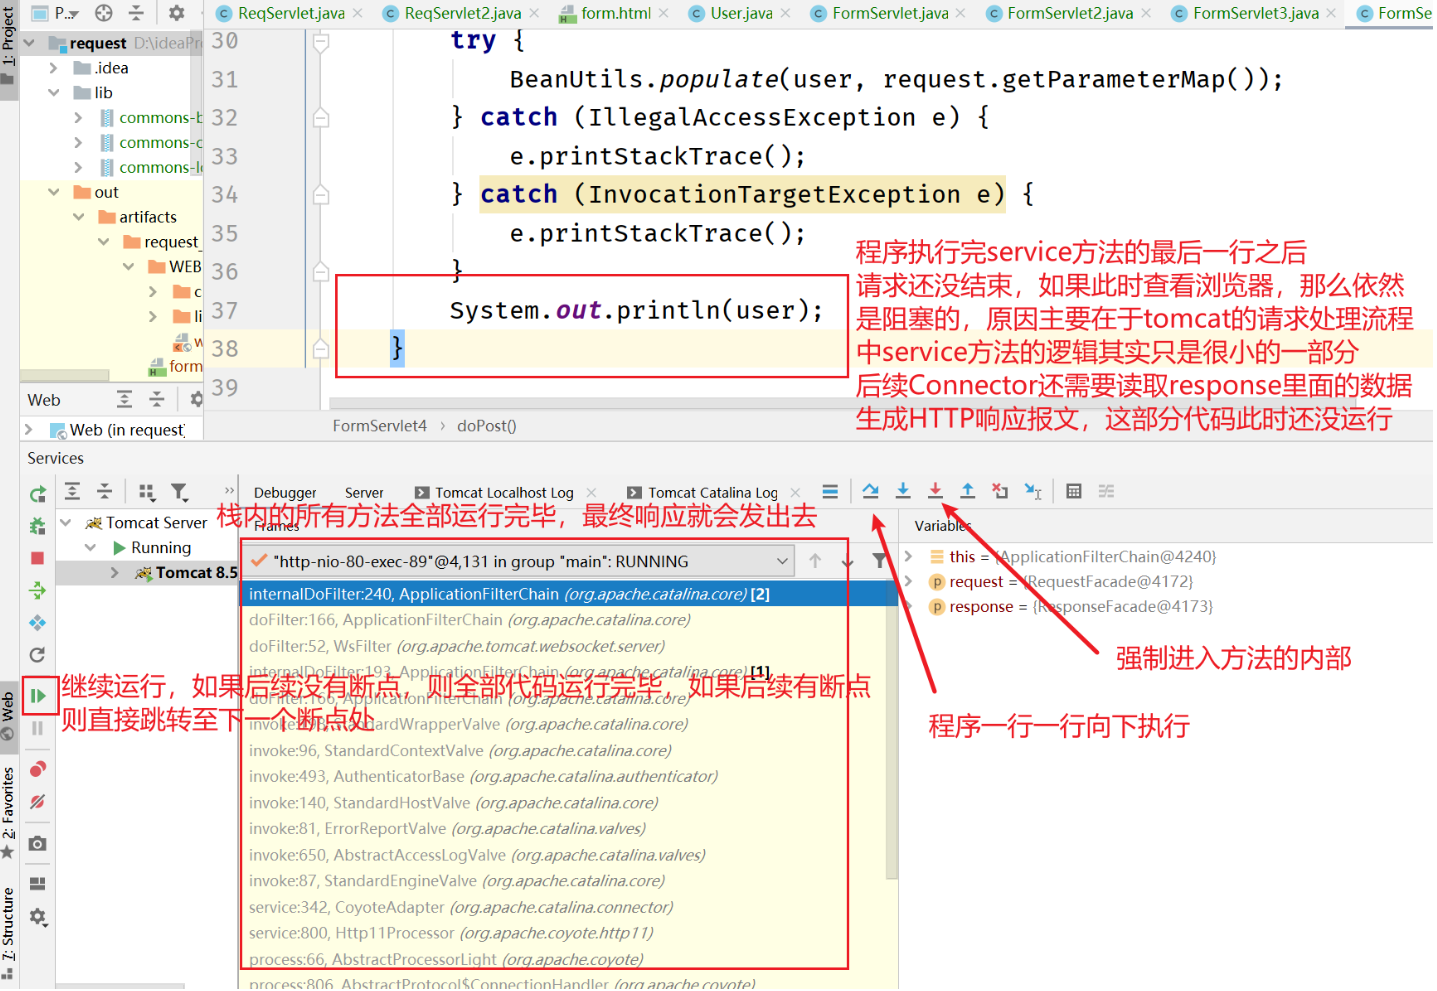 P...
ReqServlet.java
ReqServlet2.java
form.html
User.java
FormServlet.java
FormServlet2.java
FormServlet3.java
FormSe
1: Project
request D:\ideaPr
.idea
lib
commons-b
commons-c
commons-l
out
artifacts
request_
WEB
c
li
w
form
30 try {
31 BeanUtils.populate(user, request.getParameterMap());
32 } catch (IllegalAccessException e) {
33 e.printStackTrace();
34 } catch (InvocationTargetException e) {
35 e.printStackTrace();
36 }
37 System.out.println(user);
38 }
39
程序执行完service方法的最后一行之后
请求还没结束，如果此时查看浏览器，那么依然
是阻塞的，原因主要在于tomcat的请求处理流程
中service方法的逻辑其实只是很小的一部分
后续Connector还需要读取response里面的数据
生成HTTP响应报文，这部分代码此时还没运行
FormServlet4 › doPost()
Web
Web (in request)
Services
Debugger
Server
Tomcat Localhost Log
Tomcat Catalina Log
Tomcat Server
Running
Tomcat 8.5
栈内的所有方法全部运行完毕，最终响应就会发出去
Frames
Variables
"http-nio-80-exec-89"@4,131 in group "main": RUNNING
internalDoFilter:240, ApplicationFilterChain (org.apache.catalina.core) [2]
doFilter:166, ApplicationFilterChain (org.apache.catalina.core)
doFilter:52, WsFilter (org.apache.tomcat.websocket.server)
internalDoFilter:193, ApplicationFilterChain (org.apache.catalina.core) [1]
doFilter:166, ApplicationFilterChain (org.apache.catalina.core)
StandardWrapperValve (org.apache.catalina.core)
invoke:96, StandardContextValve (org.apache.catalina.core)
invoke:493, AuthenticatorBase (org.apache.catalina.authenticator)
invoke:140, StandardHostValve (org.apache.catalina.core)
invoke:81, ErrorReportValve (org.apache.catalina.valves)
invoke:650, AbstractAccessLogValve (org.apache.catalina.valves)
invoke:87, StandardEngineValve (org.apache.catalina.core)
service:342, CoyoteAdapter (org.apache.catalina.connector)
service:800, Http11Processor (org.apache.coyote.http11)
process:66, AbstractProcessorLight (org.apache.coyote)
process:806, AbstractProtocol$ConnectionHandler (org.apache.coyote)
this = {ApplicationFilterChain@4240}
request = {RequestFacade@4172}
response = {ResponseFacade@4173}
继续运行，如果后续没有断点，则全部代码运行完毕，如果后续有断点
则直接跳转至下一个断点处
强制进入方法的内部
程序一行一行向下执行
Web
2: Favorites
7: Structure